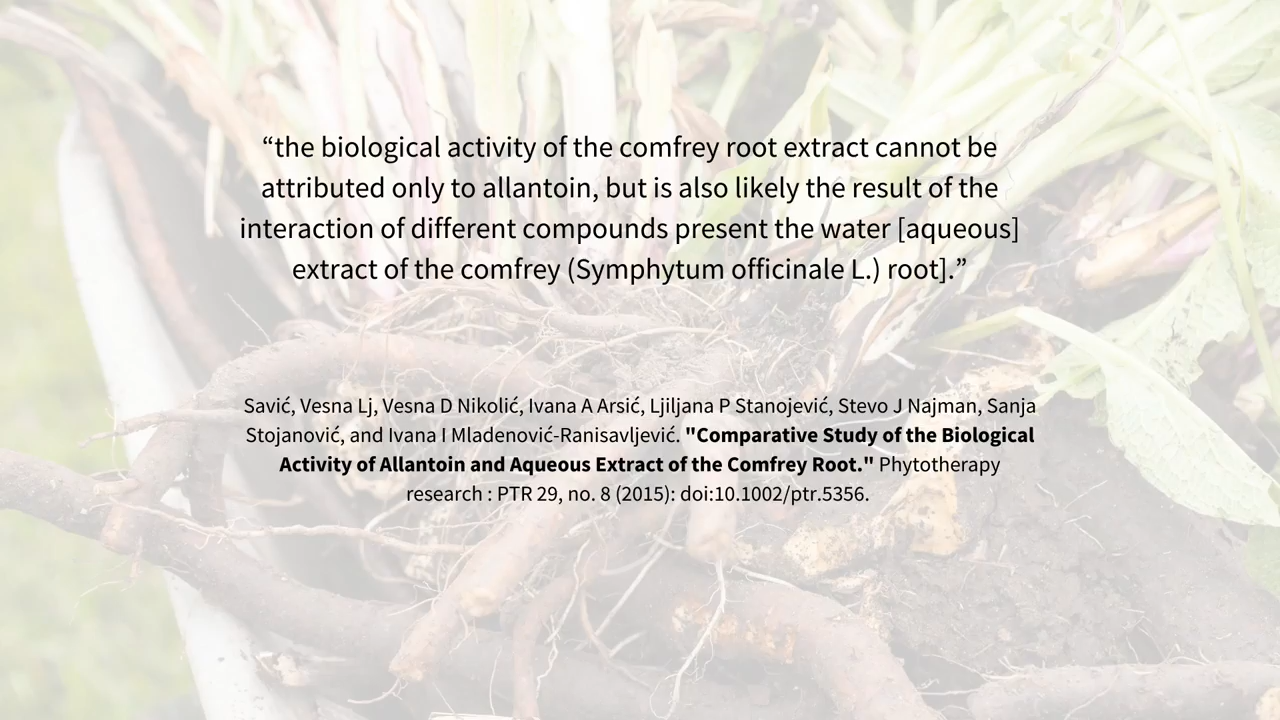 “the biological activity of the comfrey root extract cannot be
attributed only to allantoin, but is also likely the result of the
interaction of different compounds present the water [aqueous]
extract of the comfrey (Symphytum officinale L.) root].”
Savić, Vesna Lj, Vesna D Nikolić, Ivana A Arsić, Ljiljana P Stanojević, Stevo J Najman, Sanja
Stojanović, and Ivana I Mladenović-Ranisavljević. "Comparative Study of the Biological
Activity of Allantoin and Aqueous Extract of the Comfrey Root." Phytotherapy
research : PTR 29, no. 8 (2015): doi:10.1002/ptr.5356.